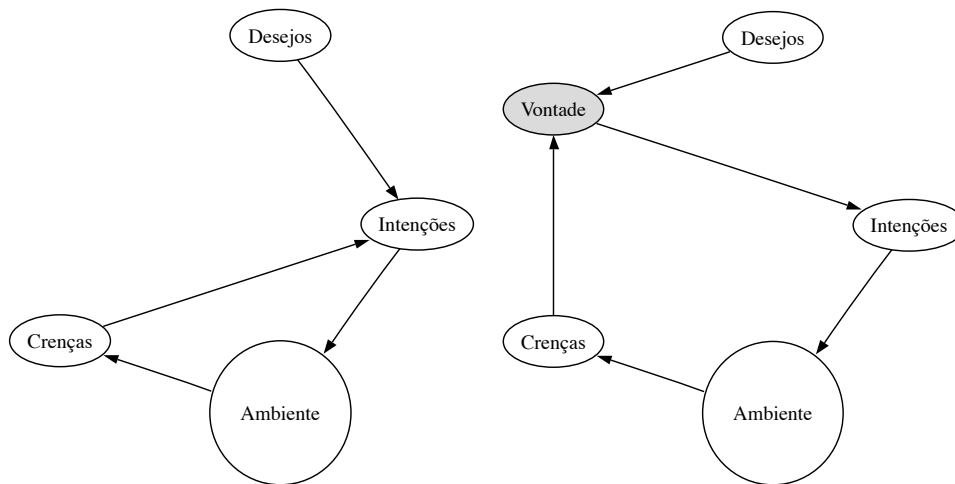 Desejos
Intenções
Crenças
Ambiente
Desejos
Vontade
Intenções
Crenças
Ambiente